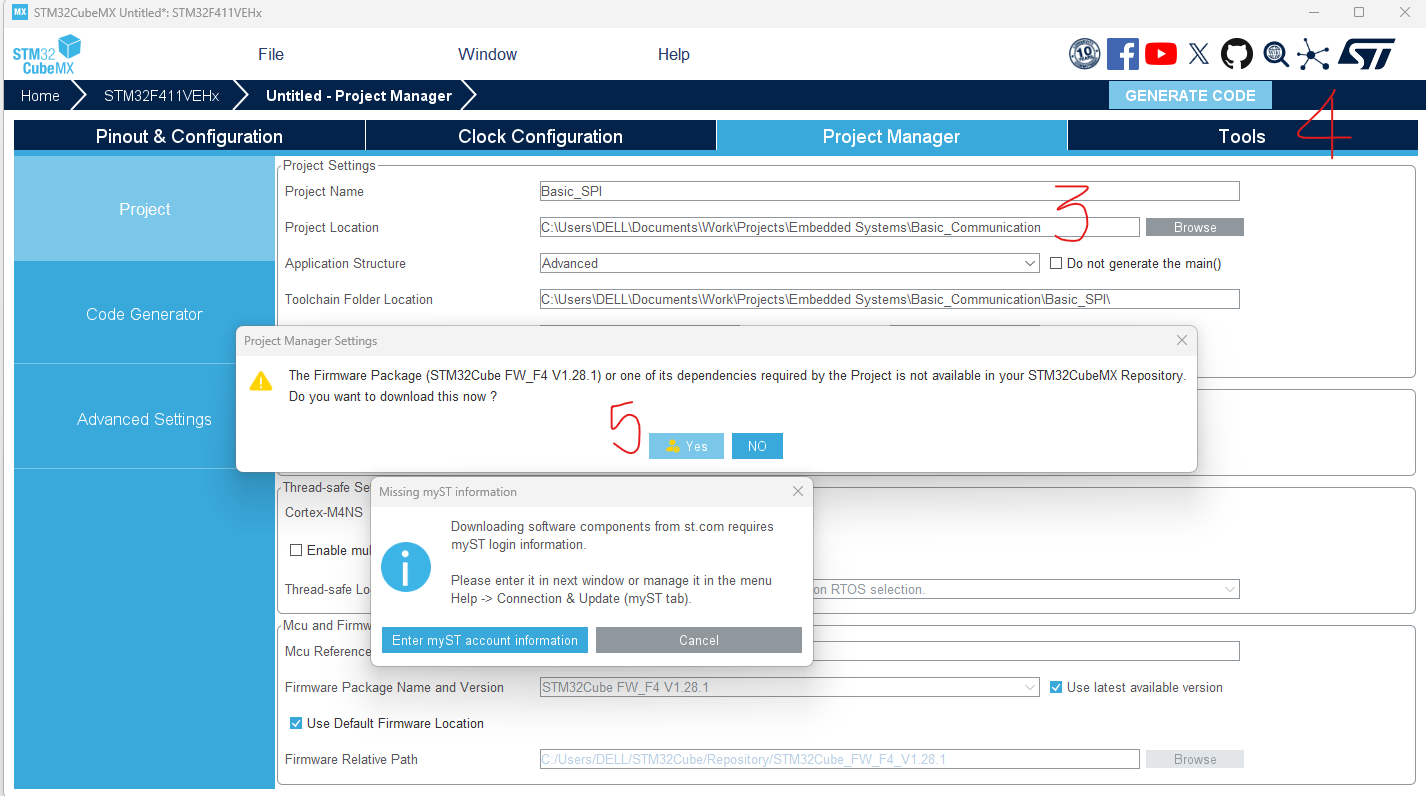 MX STM32CubeMX Untitled*: STM32F411VEHx
STM32
CubeMX
File Window Help
10
Home STM32F411VEHx Untitled - Project Manager GENERATE CODE
4
Pinout & Configuration Clock Configuration Project Manager Tools
Project
Code Generator
Advanced Settings
Project Settings
Project Name Basic_SPI
3
Project Location C:\Users\DELL\Documents\Work\Projects\Embedded Systems\Basic_Communication Browse
Application Structure Advanced Do not generate the main()
Toolchain Folder Location C:\Users\DELL\Documents\Work\Projects\Embedded Systems\Basic_Communication\Basic_SPI\
Project Manager Settings
The Firmware Package (STM32Cube FW_F4 V1.28.1) or one of its dependencies required by the Project is not available in your STM32CubeMX Repository.
Do you want to download this now ?
5
Yes NO
Thread-safe Se
Cortex-M4NS
Enable mul
Thread-safe Lo on RTOS selection.
Missing myST information
Downloading software components from st.com requires
myST login information.
Please enter it in next window or manage it in the menu
Help -> Connection & Update (myST tab).
Enter myST account information Cancel
Mcu and Firmw
Mcu Reference
Firmware Package Name and Version STM32Cube FW_F4 V1.28.1 Use latest available version
Use Default Firmware Location
Firmware Relative Path C:/Users/DELL/STM32Cube/Repository/STM32Cube_FW_F4_V1.28.1 Browse